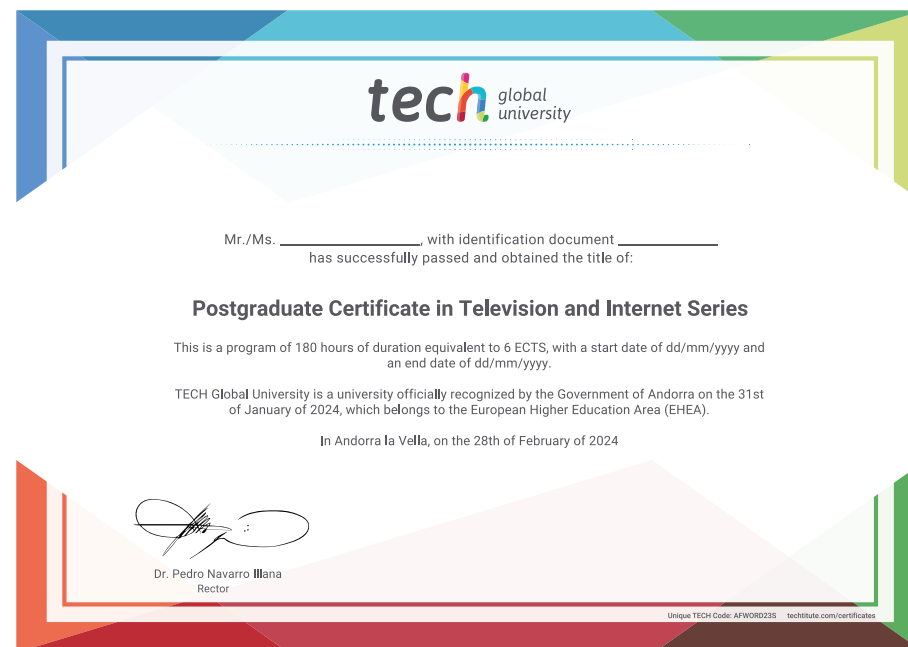 tech global university
Mr./Ms. ____________________, with identification document ______________
has successfully passed and obtained the title of:
Postgraduate Certificate in Television and Internet Series
This is a program of 180 hours of duration equivalent to 6 ECTS, with a start date of dd/mm/yyyy and
an end date of dd/mm/yyyy.
TECH Global University is a university officially recognized by the Government of Andorra on the 31st
of January of 2024, which belongs to the European Higher Education Area (EHEA).
In Andorra la Vella, on the 28th of February of 2024
Dr. Pedro Navarro Illana
Rector
Unique TECH Code: AFWORD23S techtitute.com/certificates